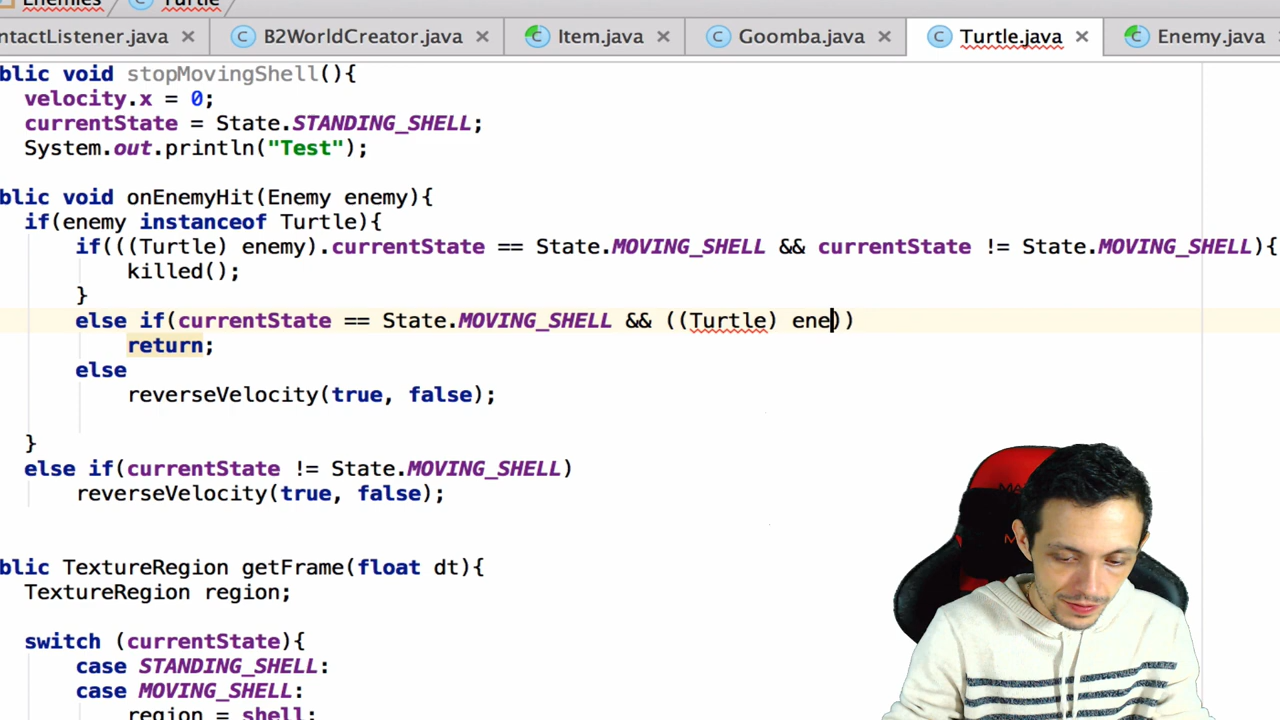 Enemies Turtle
ntactListener.java B2WorldCreator.java Item.java Goomba.java Turtle.java Enemy.java
blic void stopMovingShell(){
velocity.x = 0;
currentState = State.STANDING_SHELL;
System.out.println("Test");
blic void onEnemyHit(Enemy enemy){
if(enemy instanceof Turtle){
if(((Turtle) enemy).currentState == State.MOVING_SHELL && currentState != State.MOVING_SHELL){
killed();
}
else if(currentState == State.MOVING_SHELL && ((Turtle) ene))
return;
else
reverseVelocity(true, false);
}
else if(currentState != State.MOVING_SHELL)
reverseVelocity(true, false);
blic TextureRegion getFrame(float dt){
TextureRegion region;
switch (currentState){
case STANDING_SHELL:
case MOVING_SHELL:
region = shell;